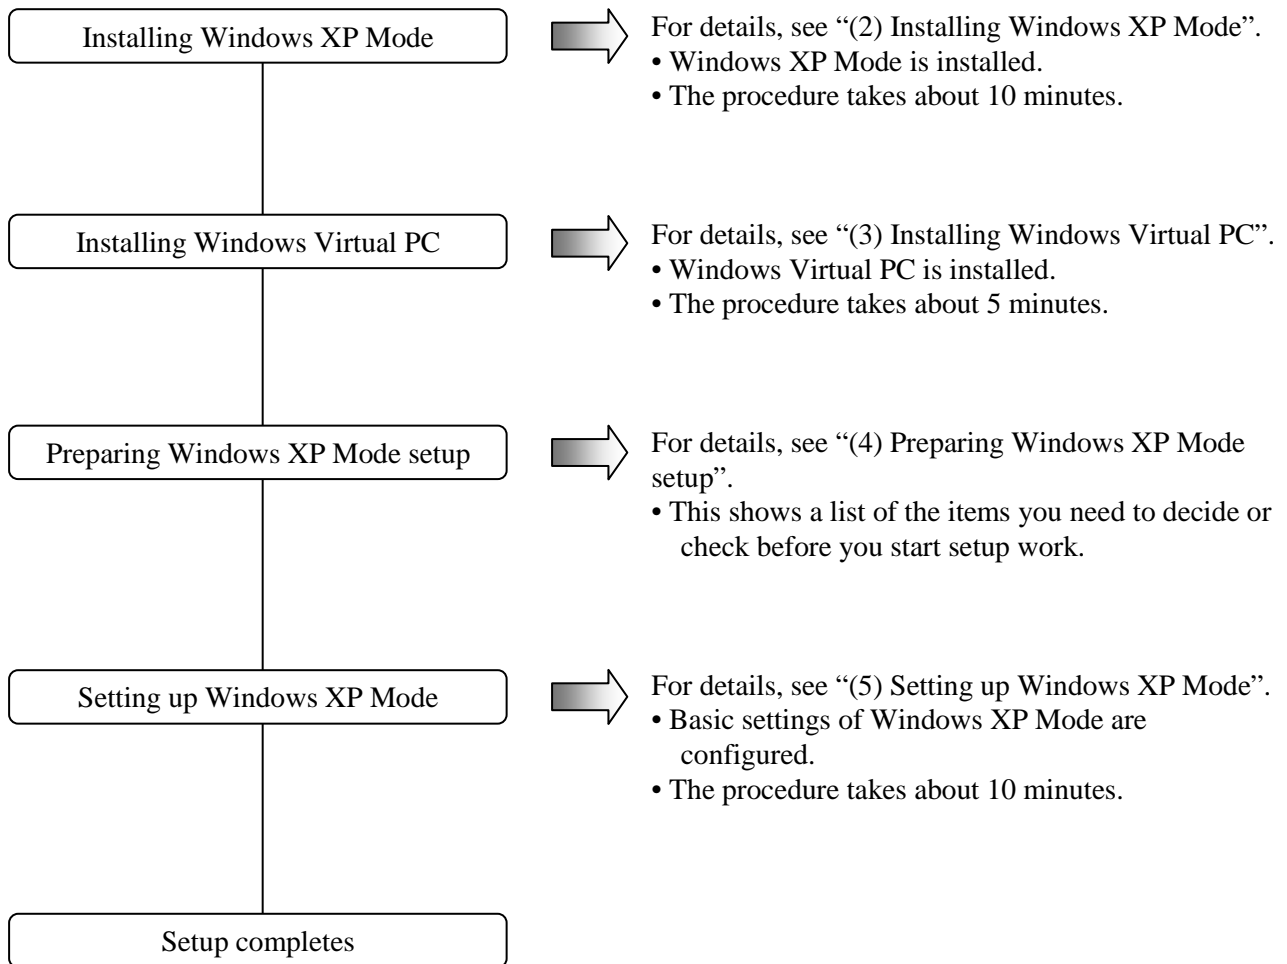 Installing Windows XP Mode
For details, see “(2) Installing Windows XP Mode”.
• Windows XP Mode is installed.
• The procedure takes about 10 minutes.
Installing Windows Virtual PC
For details, see “(3) Installing Windows Virtual PC”.
• Windows Virtual PC is installed.
• The procedure takes about 5 minutes.
Preparing Windows XP Mode setup
For details, see “(4) Preparing Windows XP Mode
setup”.
• This shows a list of the items you need to decide or
check before you start setup work.
Setting up Windows XP Mode
For details, see “(5) Setting up Windows XP Mode”.
• Basic settings of Windows XP Mode are
configured.
• The procedure takes about 10 minutes.
Setup completes